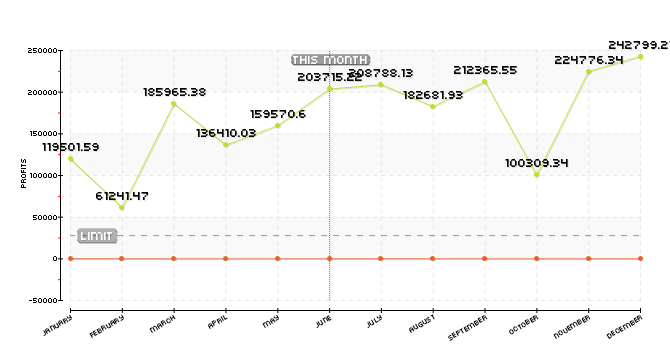 242799.2
250000
THIS MONTH
224776.34
203715.22
208788.13
212365.55
200000
185965.38
182681.93
159570.6
150000
136410.03
119501.59
100309.34
100000
61241.47
PROFITS
50000
LIMIT
0
-50000
JANUARY
FEBRUARY
MARCH
APRIL
MAY
JUNE
JULY
AUGUST
SEPTEMBER
OCTOBER
NOVEMBER
DECEMBER